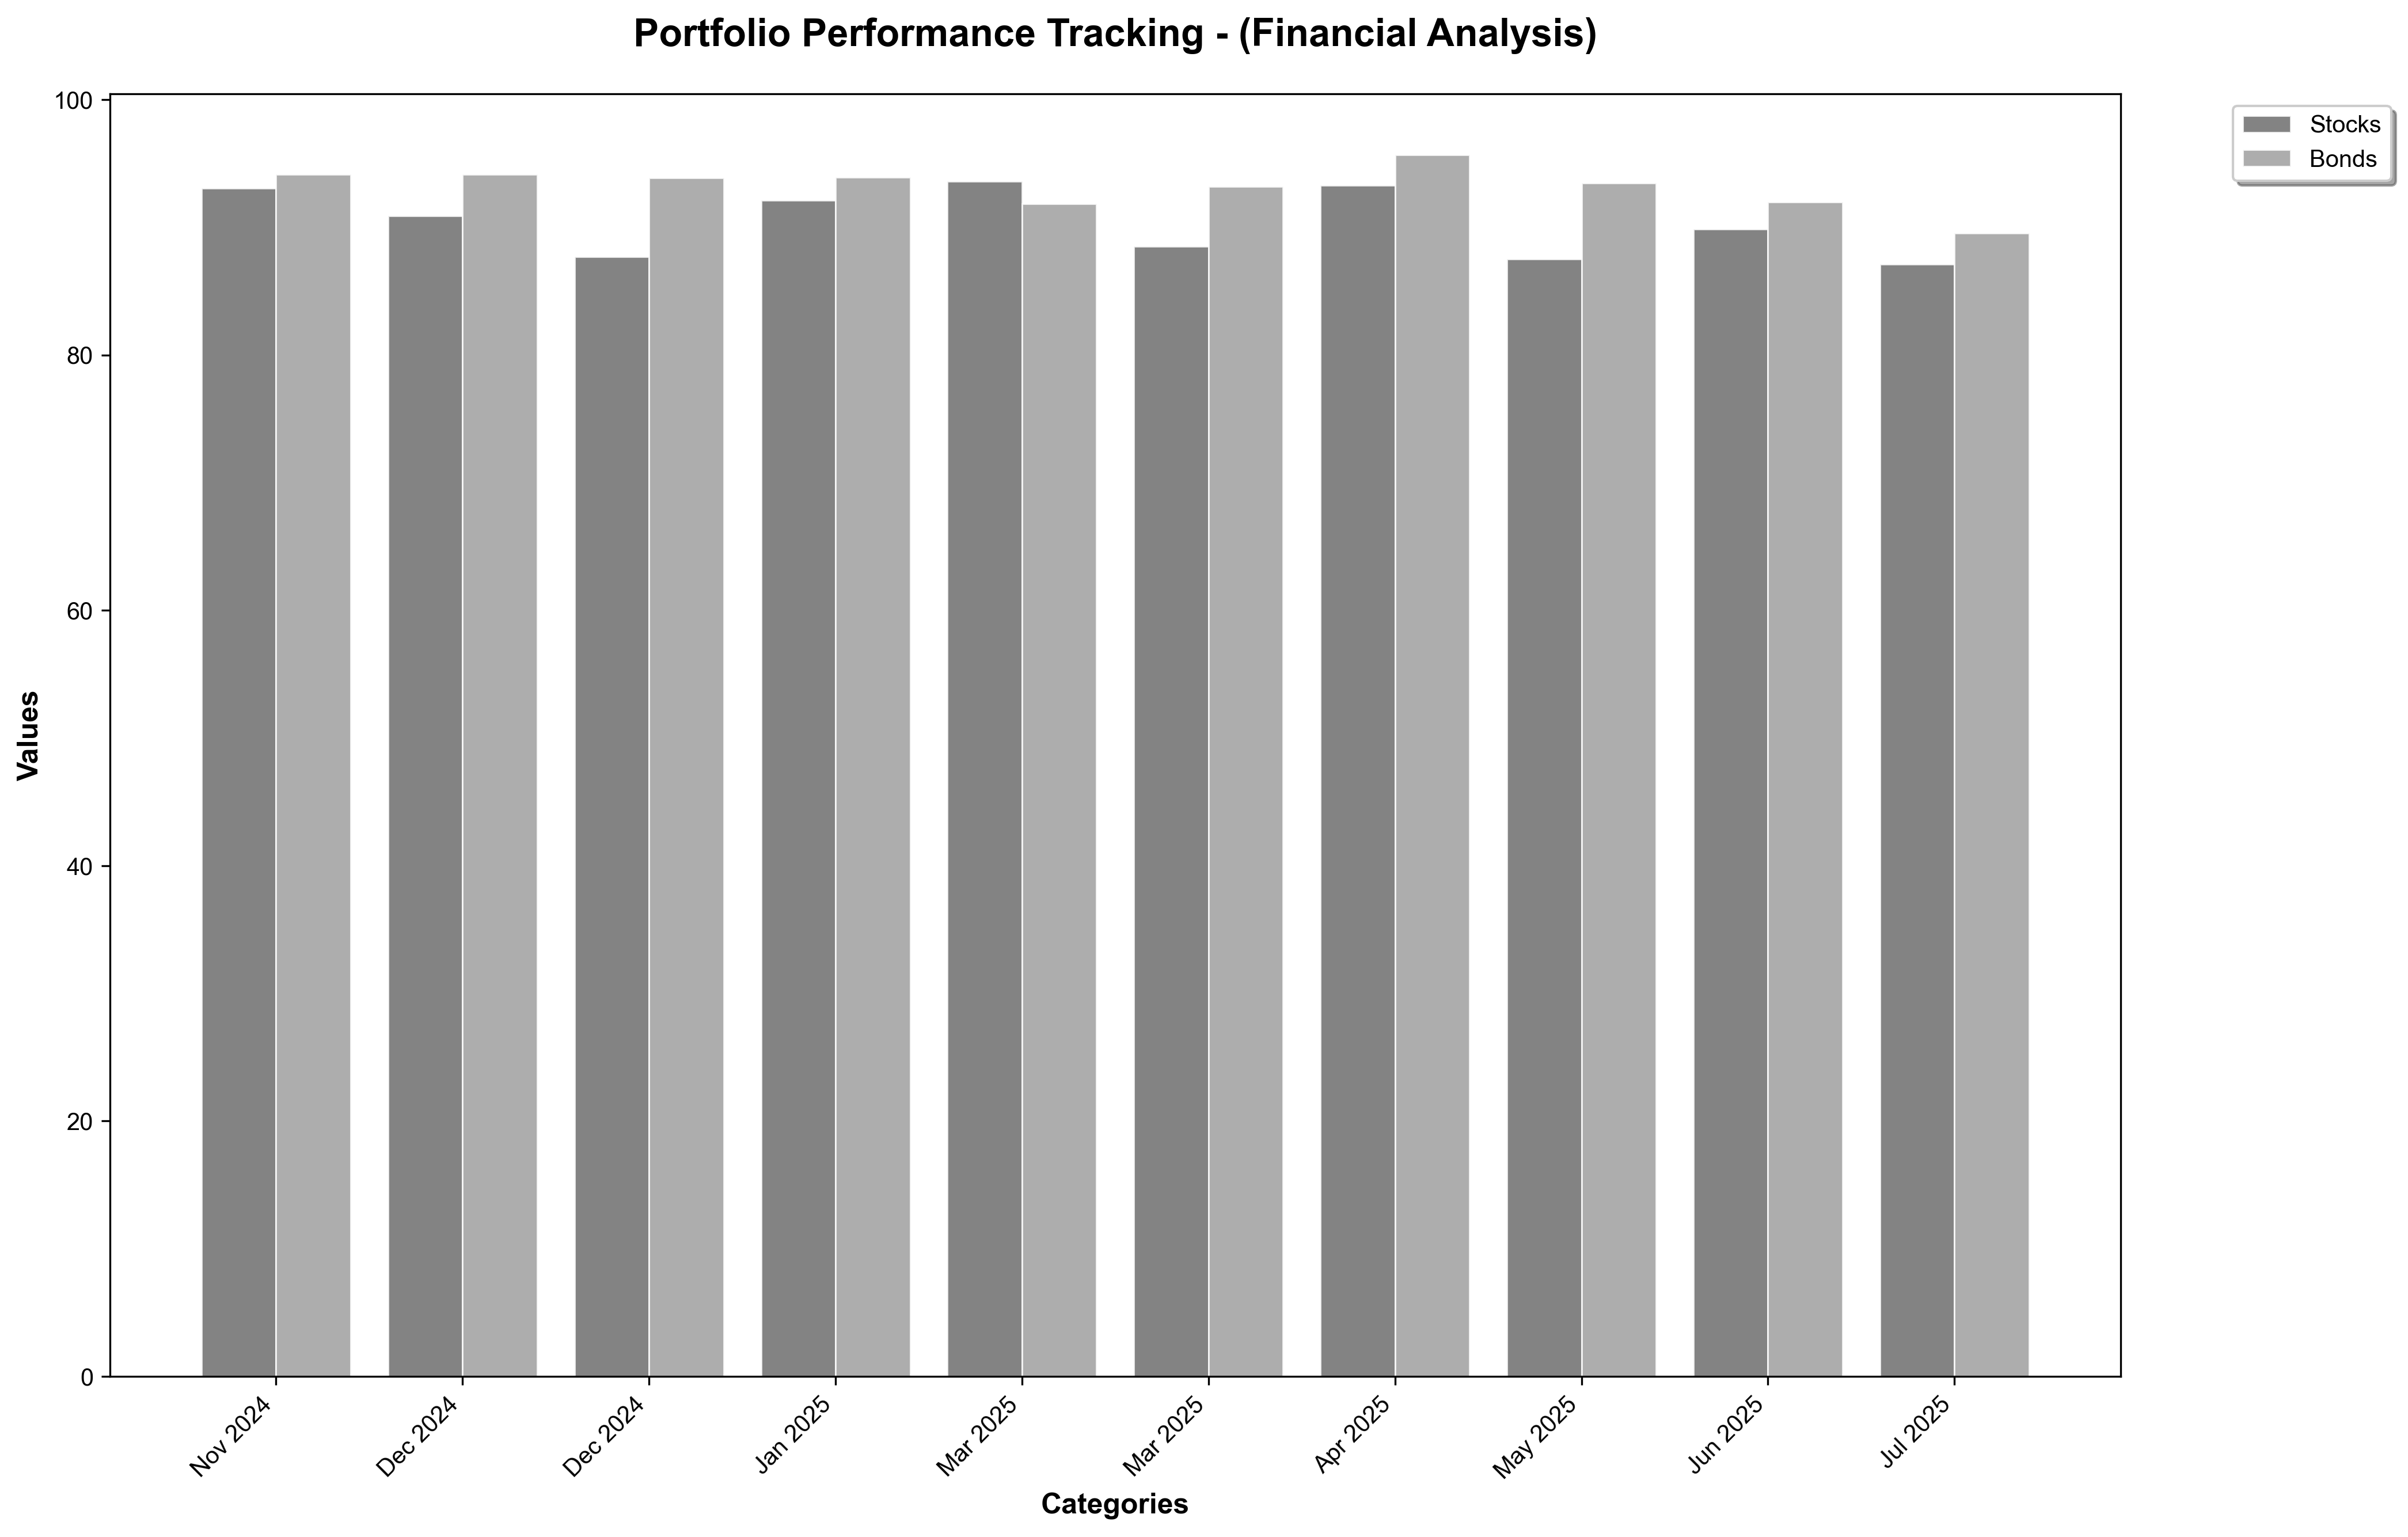 Portfolio Performance Tracking - (Financial Analysis)
Stocks
Bonds
Values
100
80
60
40
20
0
Nov 2024
Dec 2024
Dec 2024
Jan 2025
Mar 2025
Mar 2025
Apr 2025
May 2025
Jun 2025
Jul 2025
Categories